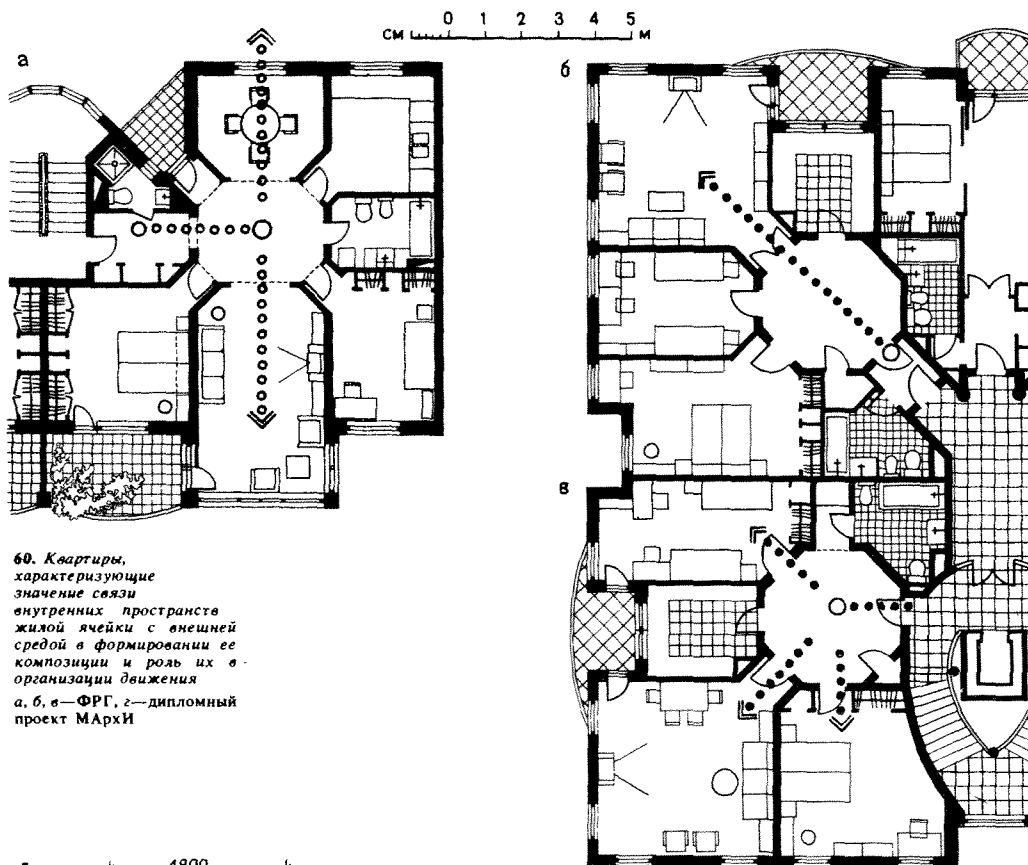 0 1 2 3 4 5
СМ М
а
б
в
60. Квартиры,
характеризующие
значение связи
внутренних пространств
жилой ячейки с внешней
средой в формировании ее
композиции и роль их в
организации движения
а, б, в—ФРГ, г—дипломный
проект МАрхИ
4800